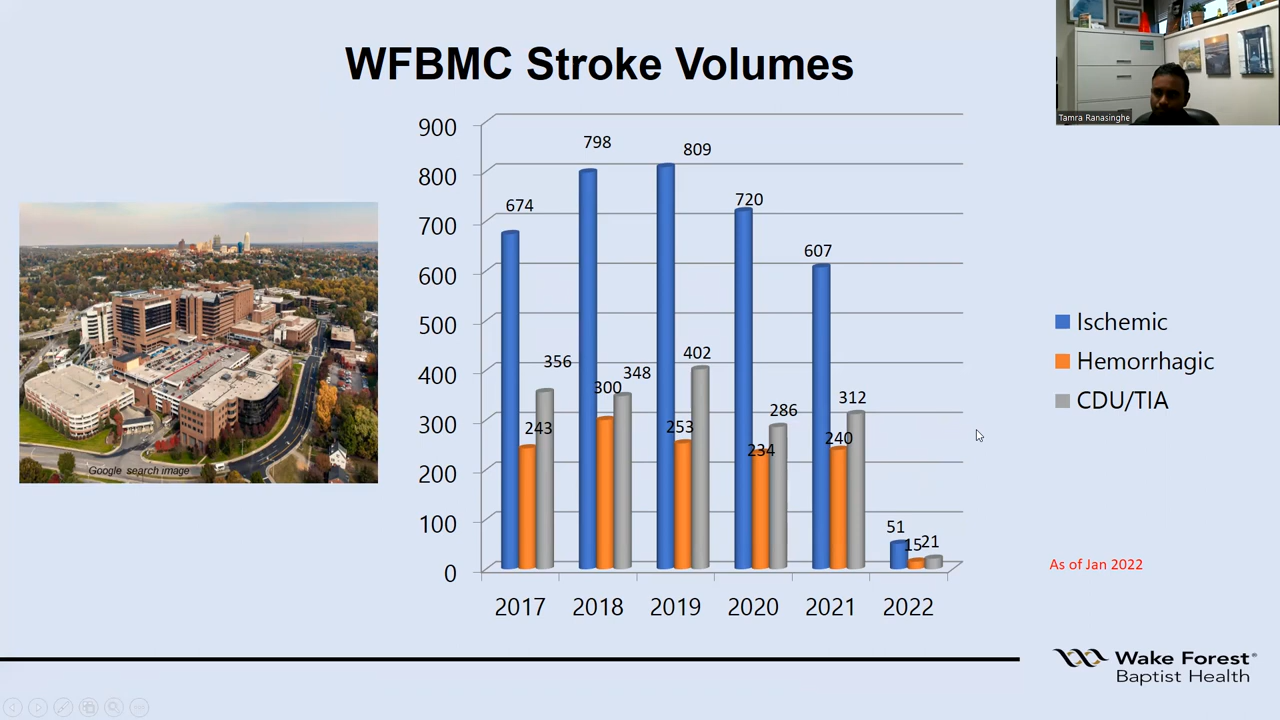 WFBMC Stroke Volumes
Tamra Ranasinghe
900
800
700
600
500
400
300
200
100
0
674
243
356
798
300
348
809
253
402
720
234
286
607
240
312
51
15
21
2017 2018 2019 2020 2021 2022
Ischemic
Hemorrhagic
CDU/TIA
Google search image
As of Jan 2022
Wake Forest®
Baptist Health